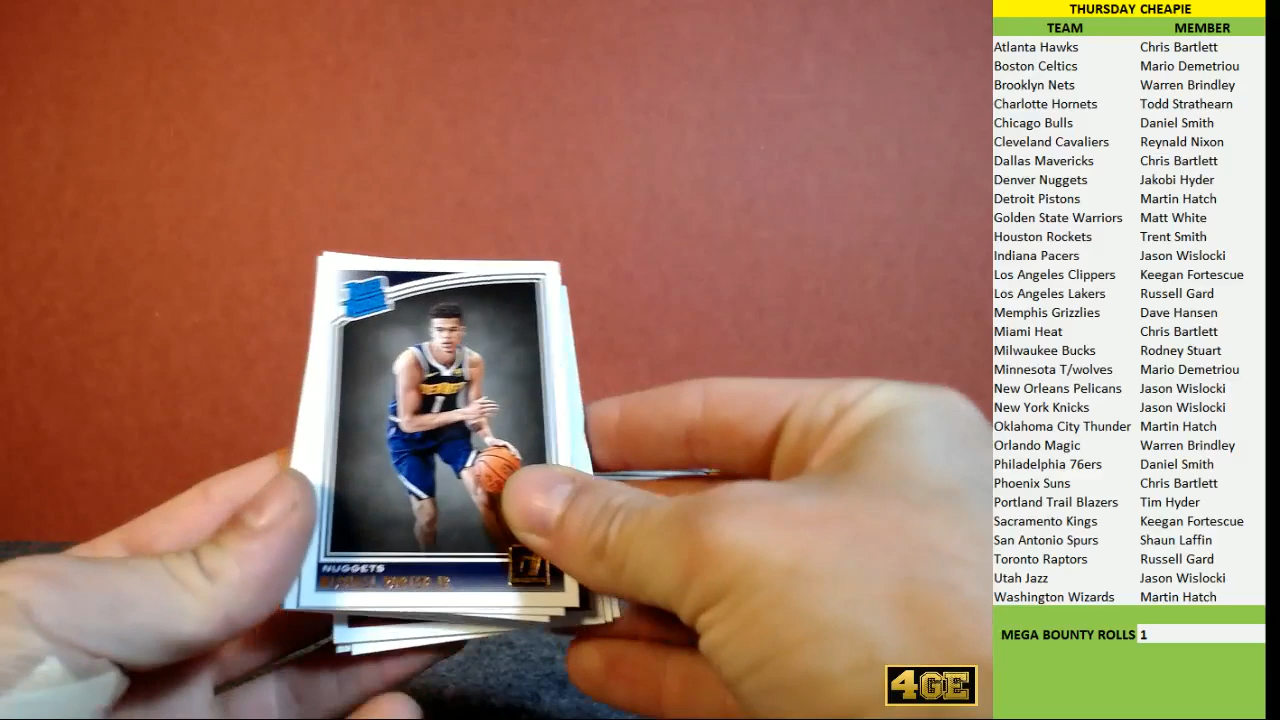 THURSDAY CHEAPIE
TEAM MEMBER
Atlanta Hawks Chris Bartlett
Boston Celtics Mario Demetriou
Brooklyn Nets Warren Brindley
Charlotte Hornets Todd Strathearn
Chicago Bulls Daniel Smith
Cleveland Cavaliers Reynald Nixon
Dallas Mavericks Chris Bartlett
Denver Nuggets Jakobi Hyder
Detroit Pistons Martin Hatch
Golden State Warriors Matt White
Houston Rockets Trent Smith
Indiana Pacers Jason Wislocki
Los Angeles Clippers Keegan Fortescue
Los Angeles Lakers Russell Gard
Memphis Grizzlies Dave Hansen
Miami Heat Chris Bartlett
Milwaukee Bucks Rodney Stuart
Minnesota T/wolves Mario Demetriou
New Orleans Pelicans Jason Wislocki
New York Knicks Jason Wislocki
Oklahoma City Thunder Martin Hatch
Orlando Magic Warren Brindley
Philadelphia 76ers Daniel Smith
Phoenix Suns Chris Bartlett
Portland Trail Blazers Tim Hyder
Sacramento Kings Keegan Fortescue
San Antonio Spurs Shaun Laffin
Toronto Raptors Russell Gard
Utah Jazz Jason Wislocki
Washington Wizards Martin Hatch
MEGA BOUNTY ROLLS 1
NUGGETS
4GE